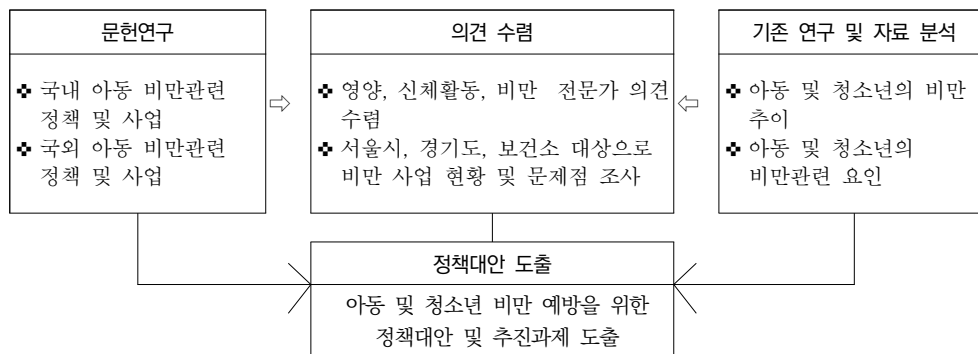 문헌연구
❖ 국내 아동 비만관련
정책 및 사업
❖ 국외 아동 비만관련
정책 및 사업
의견 수렴
❖ 영양, 신체활동, 비만 전문가 의견
수렴
❖ 서울시, 경기도, 보건소 대상으로
비만 사업 현황 및 문제점 조사
기존 연구 및 자료 분석
❖ 아동 및 청소년의 비만
추이
❖ 아동 및 청소년의
비만관련 요인
정책대안 도출
아동 및 청소년 비만 예방을 위한
정책대안 및 추진과제 도출